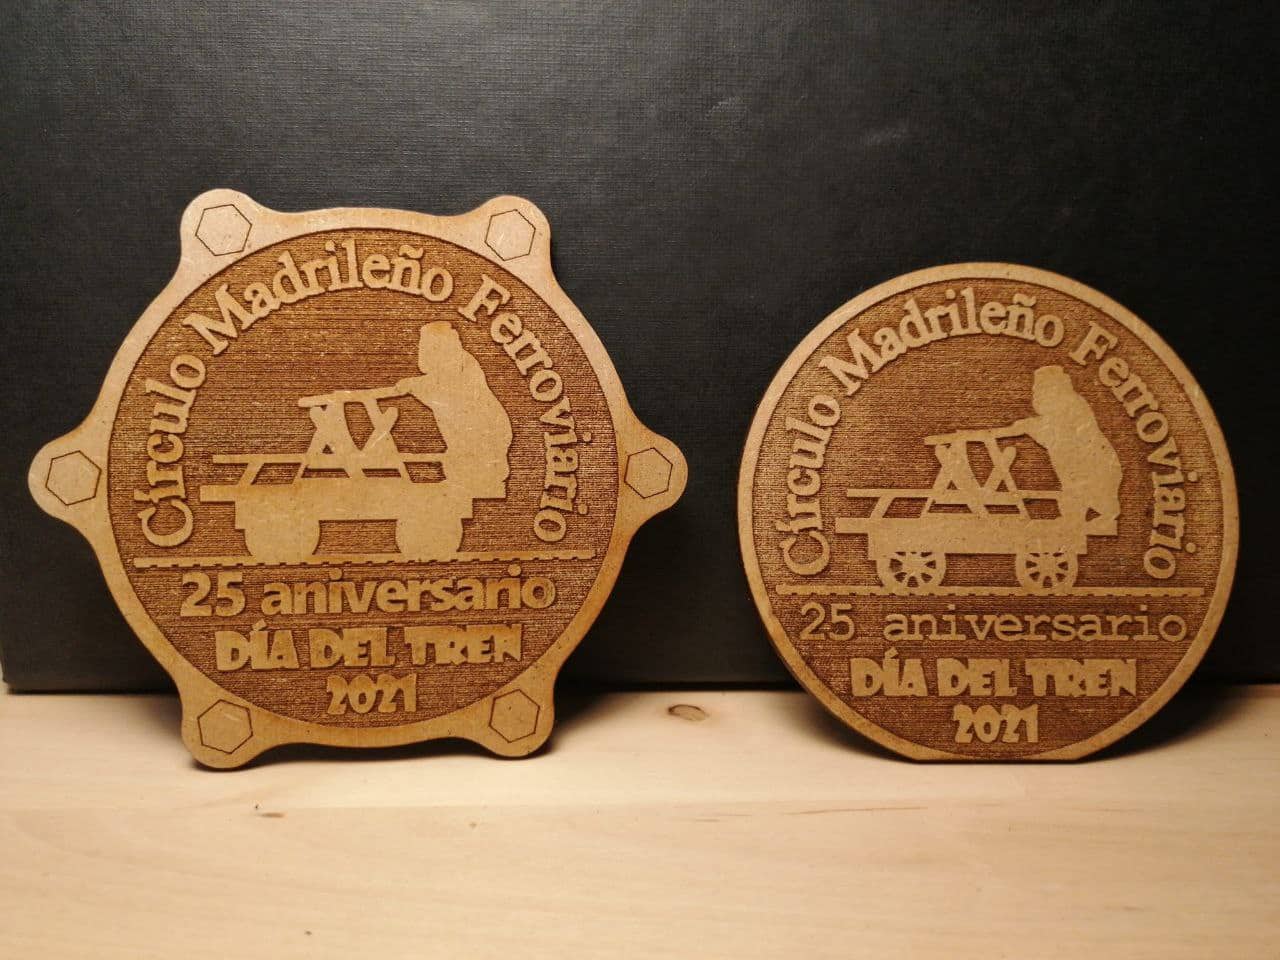 Círculo Madrileño Ferroviario
25 aniversario
DÍA DEL TREN
2021
Círculo Madrileño Ferroviario
25 aniversario
DÍA DEL TREN
2021